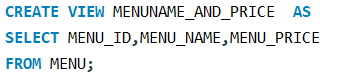 CREATE VIEW MENUNAME_AND_PRICE  AS
SELECT MENU_ID,MENU_NAME,MENU_PRICE
FROM MENU;